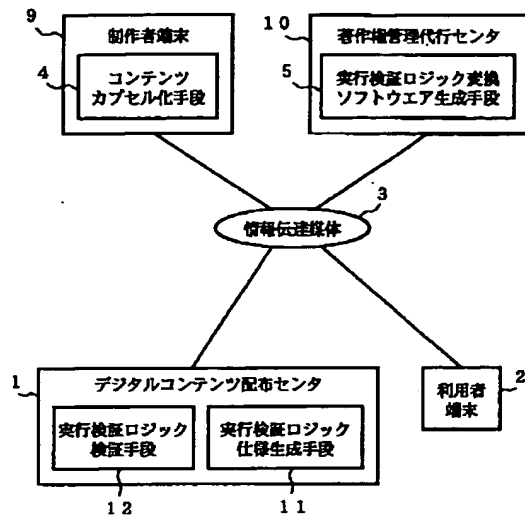 9
制作者端末
4
コンテンツ
カプセル化手段
10
著作権管理代行センタ
5
実行検証ロジック変換
ソフトウエア生成手段
3
情報伝達媒体
1
デジタルコンテンツ配布センタ
実行検証ロジック
検証手段
12
実行検証ロジック
仕様生成手段
11
2
利用者
端末